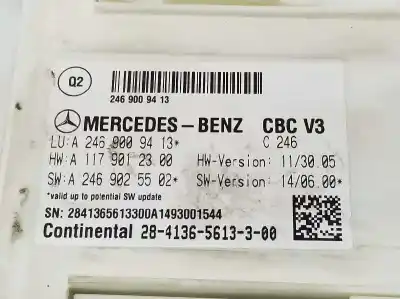 Q2
246 900 94 13
MERCEDES-BENZ CBC V3
LU:A 246 900 94 13* C 246
HW:A 117 901 23 00 HW-Version: 11/30.05
SW:A 246 902 55 02* SW-Version: 14/06.00*
*valid up to potential SW update
SN: 2841365613300A1493001544
Continental 28-4136-5613-3-00